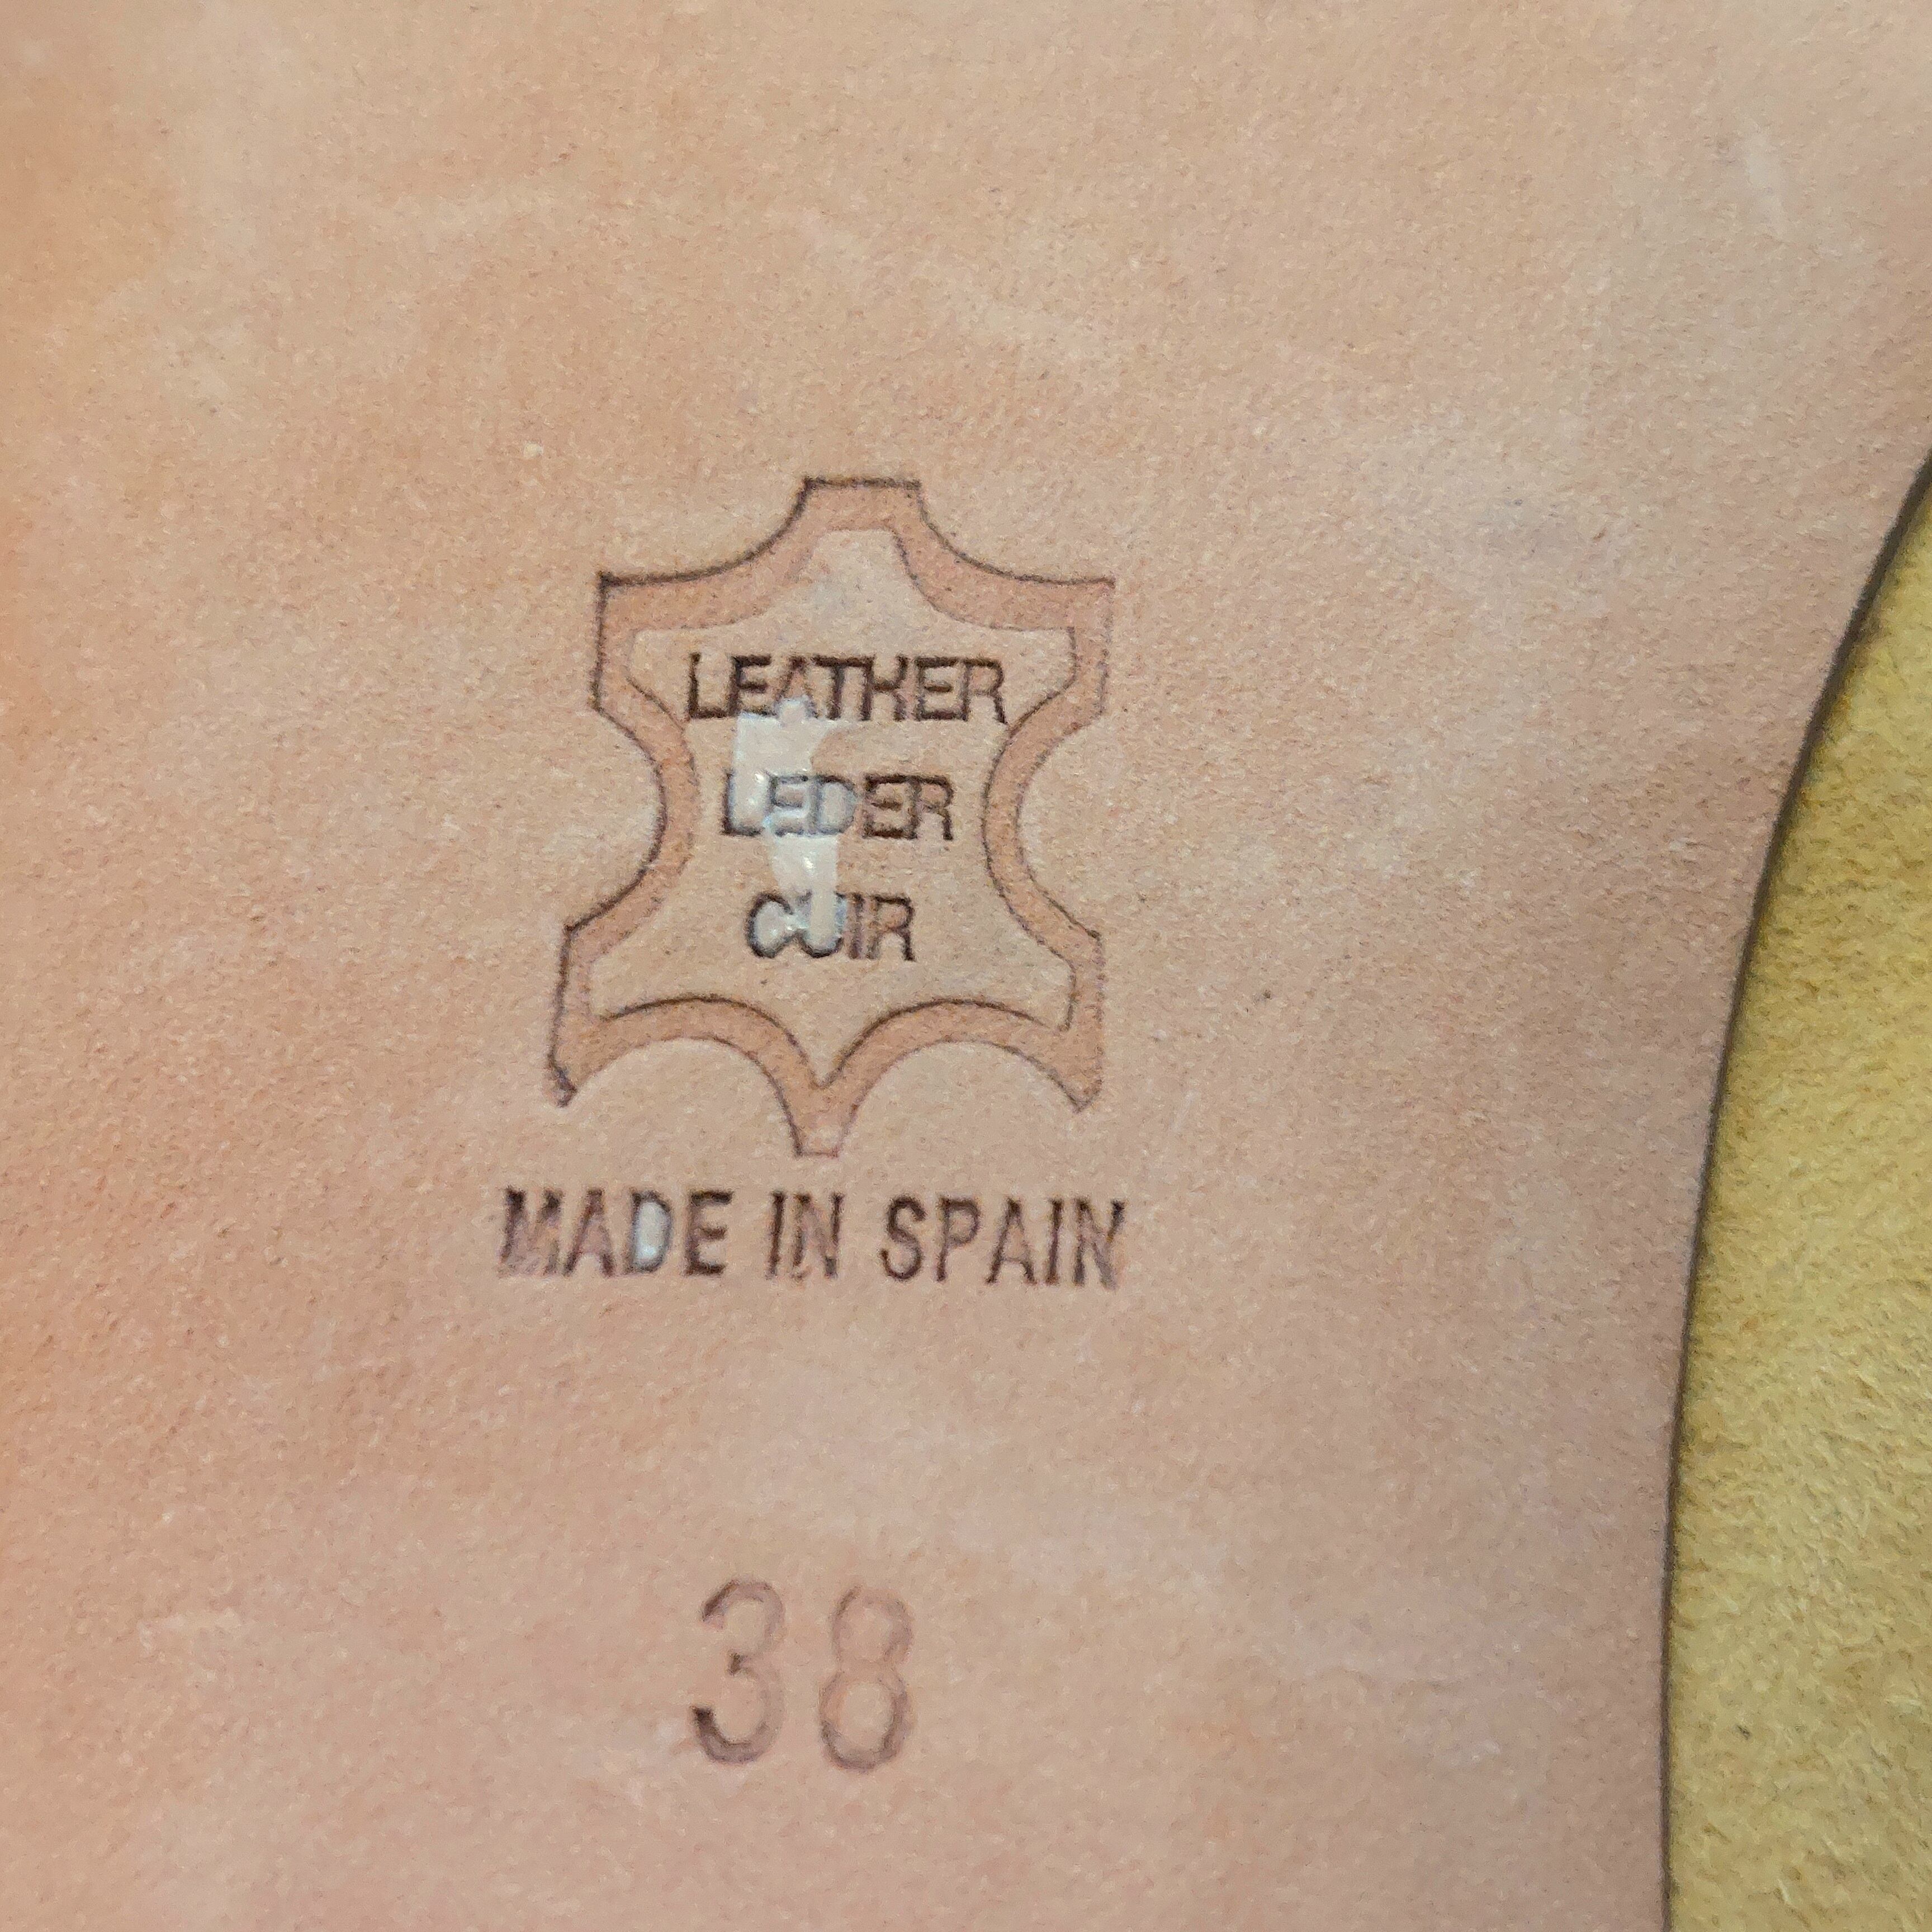 LEATHER
LEDER
CUIR
MADE IN SPAIN
38